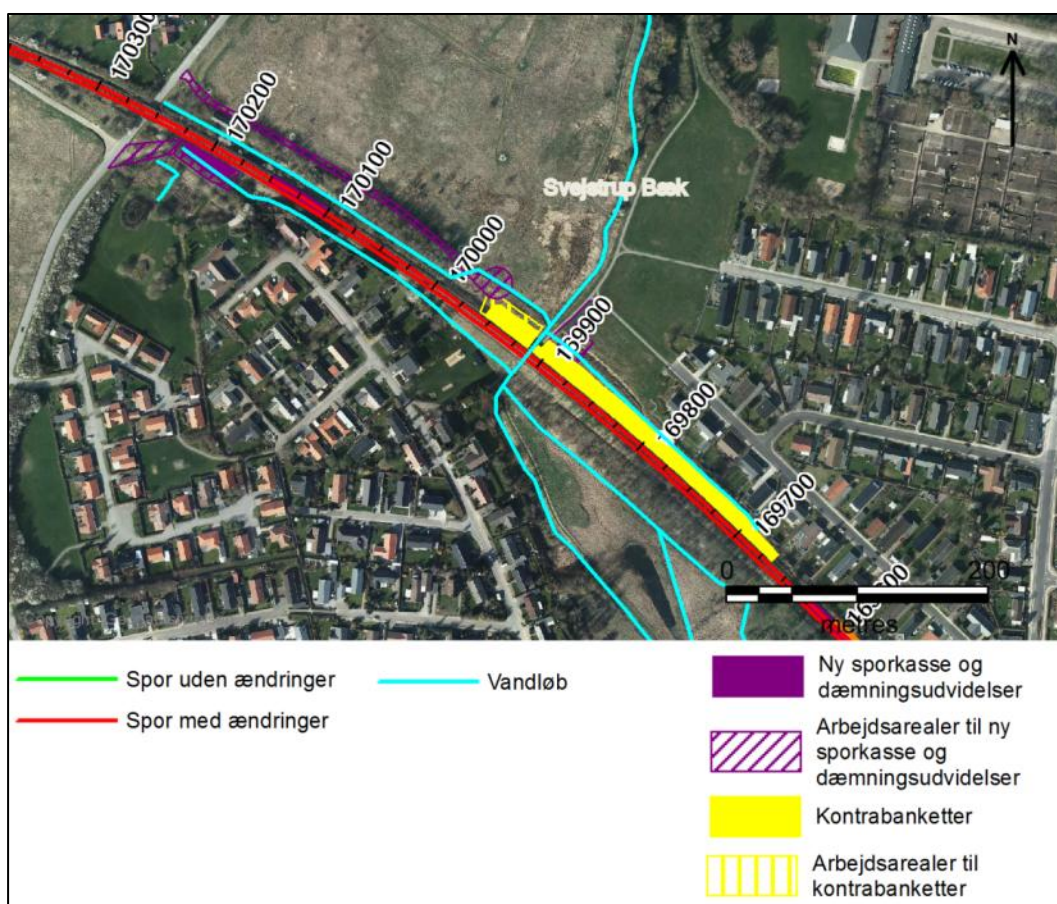 170300
N
170200
170100
Svejstrup Bæk
170000
169900
169800
169700
0
200
metres
Spor uden ændringer
Vandløb
Ny sporkasse og
dæmningsudvidelser
Spor med ændringer
Arbejdsarealer til ny
sporkasse og
dæmningsudvidelser
Kontrabanketter
Arbejdsarealer til
kontrabanketter